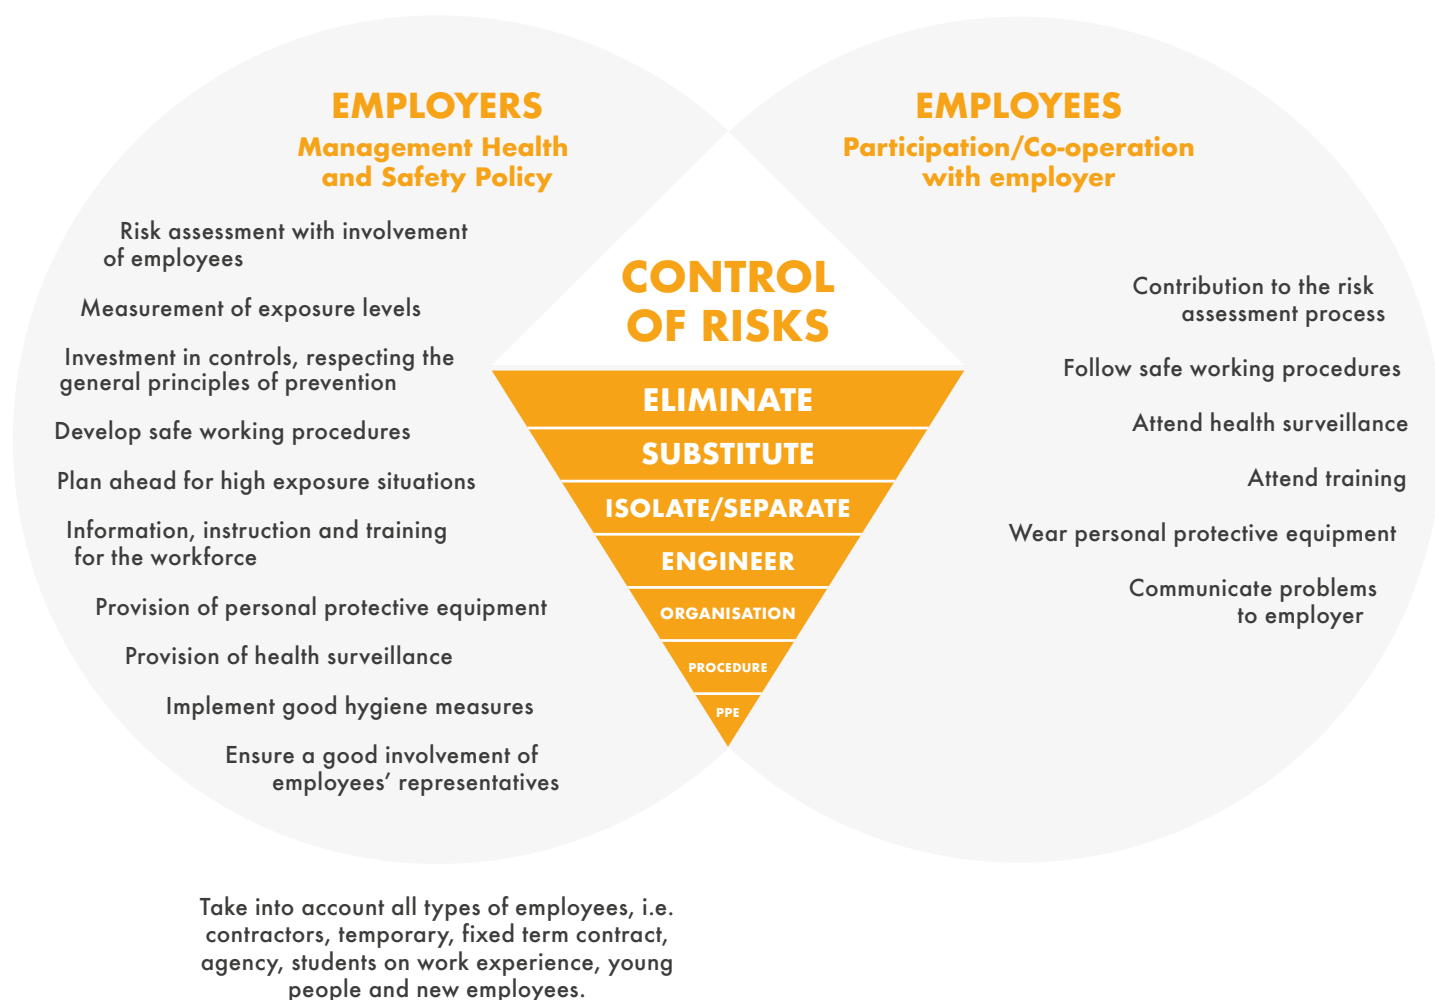 EMPLOYERS
Management Health
and Safety Policy
Risk assessment with involvement
of employees
Measurement of exposure levels
Investment in controls, respecting the
general principles of prevention
Develop safe working procedures
Plan ahead for high exposure situations
Information, instruction and training
for the workforce
Provision of personal protective equipment
Provision of health surveillance
Implement good hygiene measures
Ensure a good involvement of
employees’ representatives
CONTROL
OF RISKS
ELIMINATE
SUBSTITUTE
ISOLATE/SEPARATE
ENGINEER
ORGANISATION
PROCEDURE
PPE
EMPLOYEES
Participation/Co-operation
with employer
Contribution to the risk
assessment process
Follow safe working procedures
Attend health surveillance
Attend training
Wear personal protective equipment
Communicate problems
to employer
Take into account all types of employees, i.e.
contractors, temporary, fixed term contract,
agency, students on work experience, young
people and new employees.